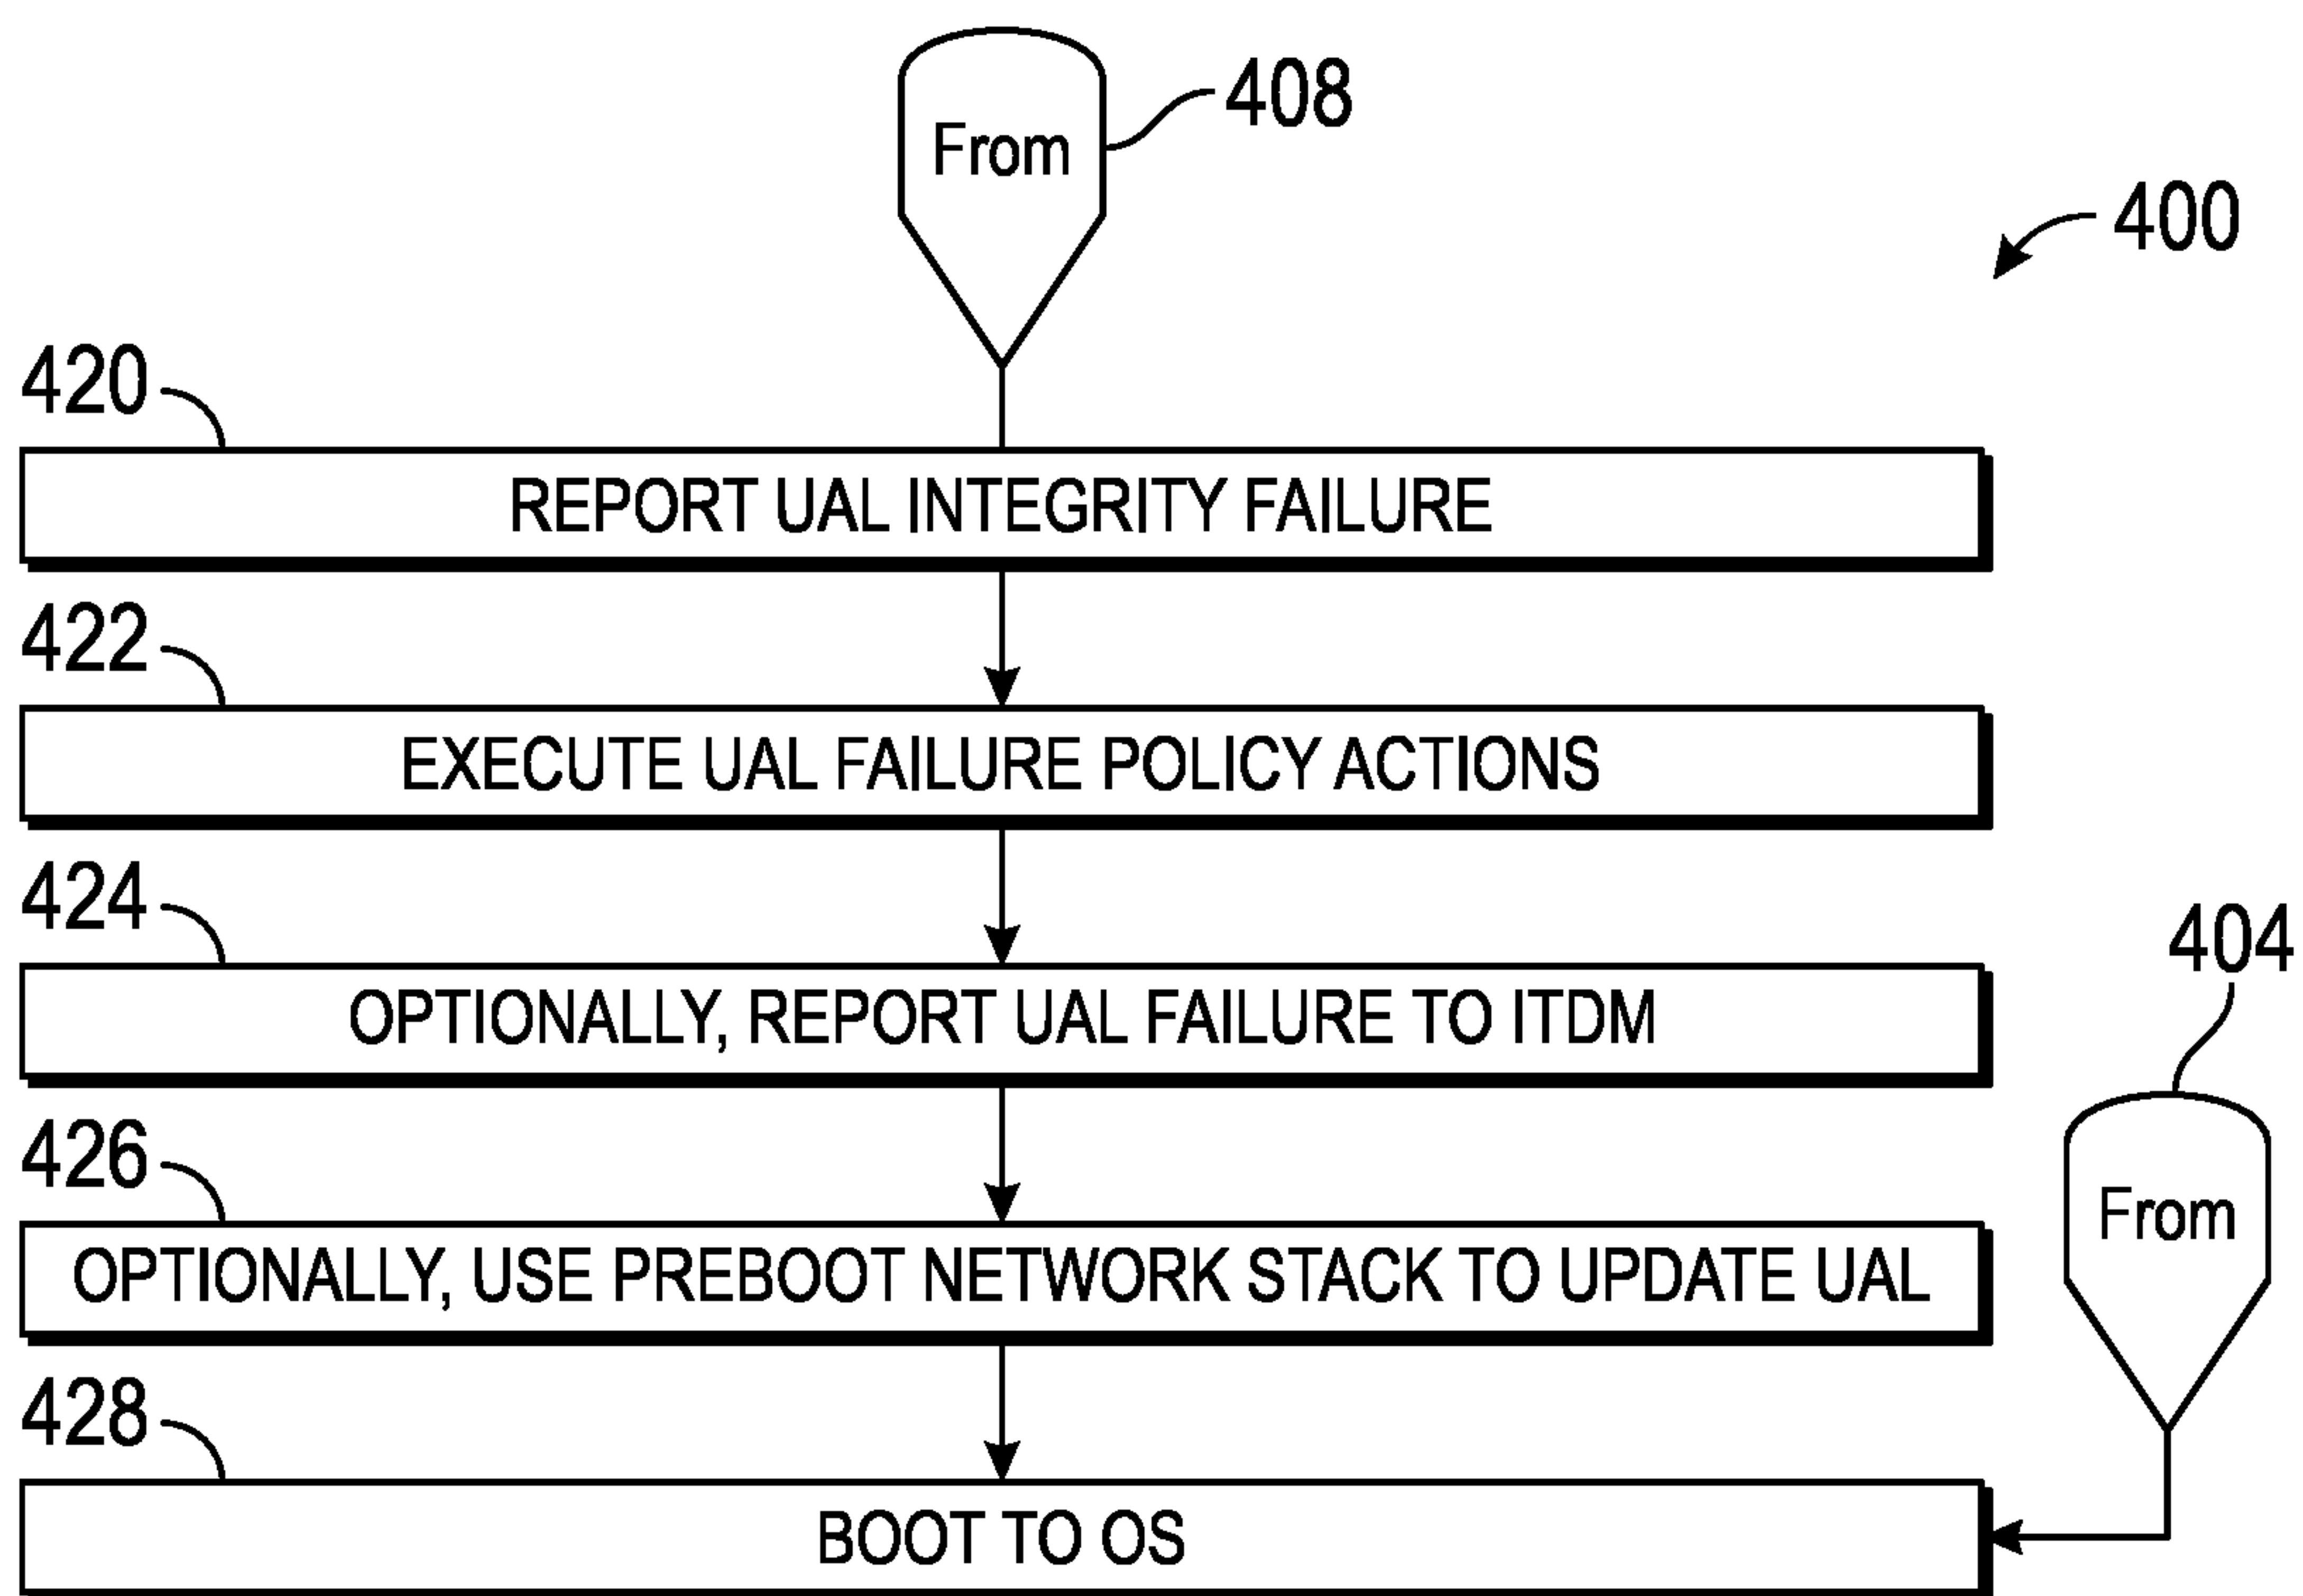 408
From
400
420
REPORT UAL INTEGRITY FAILURE
422
EXECUTE UAL FAILURE POLICY ACTIONS
424
OPTIONALLY, REPORT UAL FAILURE TO ITDM
404
426
From
OPTIONALLY, USE PREBOOT NETWORK STACK TO UPDATE UAL
428
BOOT TO OS